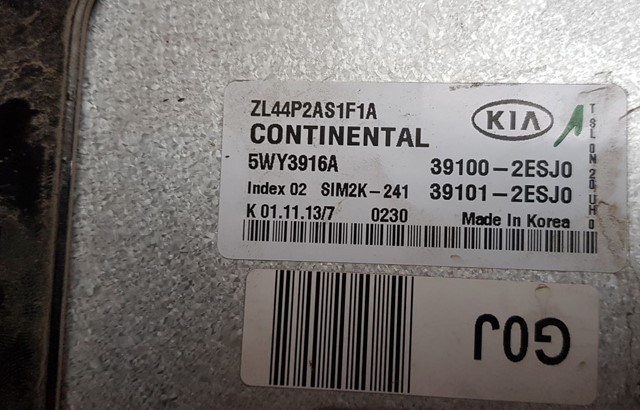 ZL44P2AS1F1A
KIA
CONTINENTAL
5WY3916A 39100-2ESJ0
Index 02 SIM2K-241 39101-2ESJ0
K 01.11.13/7 0230 Made In Korea
G0J